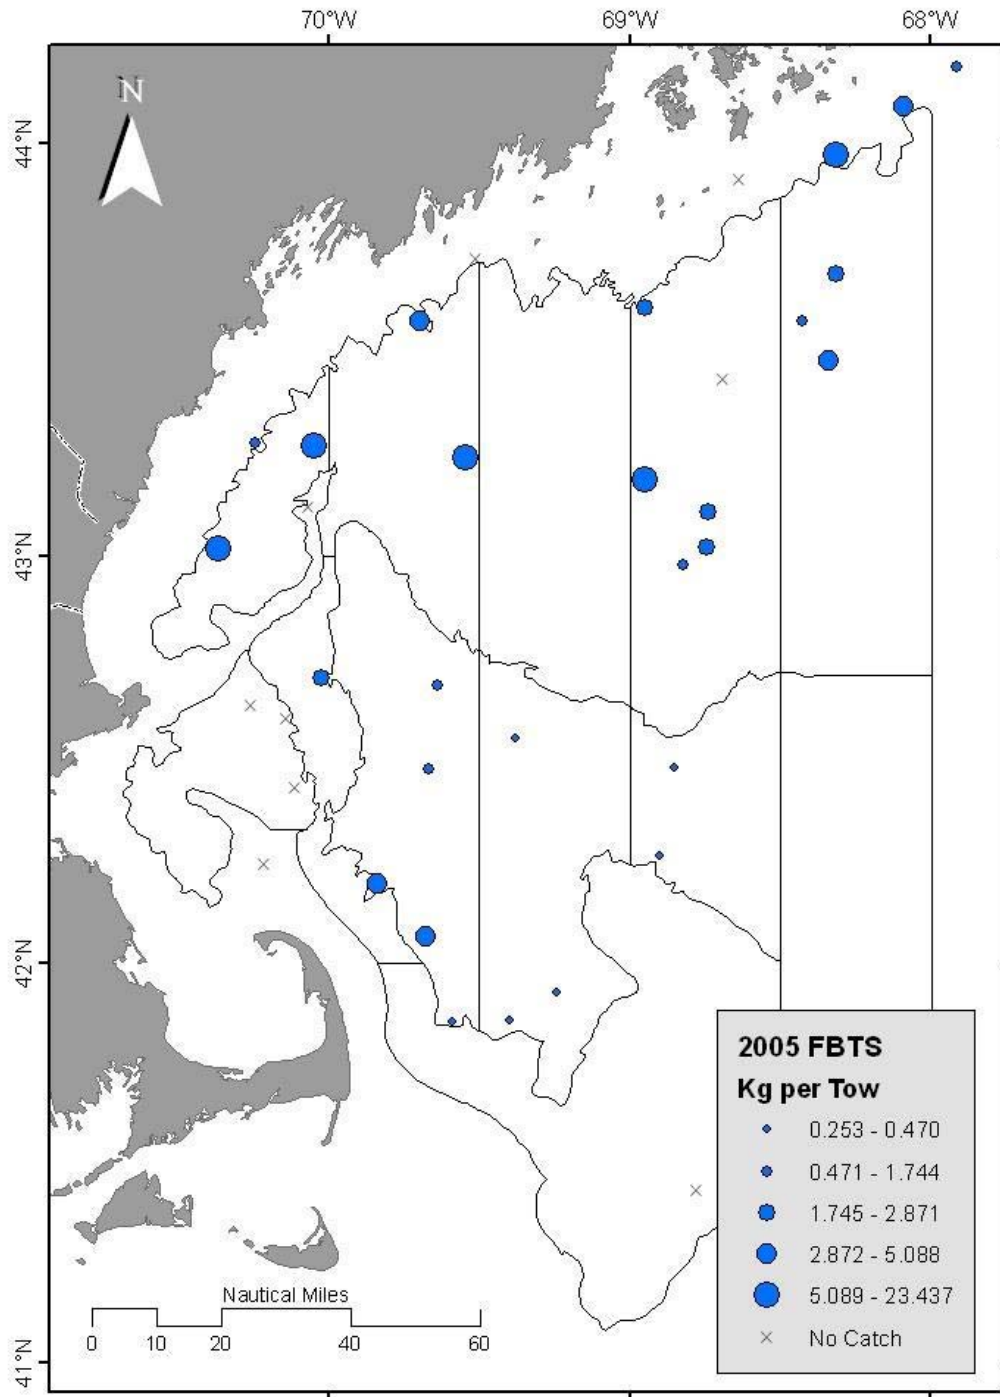 70°W 69°W 68°W
N
44°N
43°N
42°N
41°N
2005 FBTS
Kg per Tow
0.253 - 0.470
0.471 - 1.744
1.745 - 2.871
2.872 - 5.088
5.089 - 23.437
No Catch
Nautical Miles
0 10 20 40 60